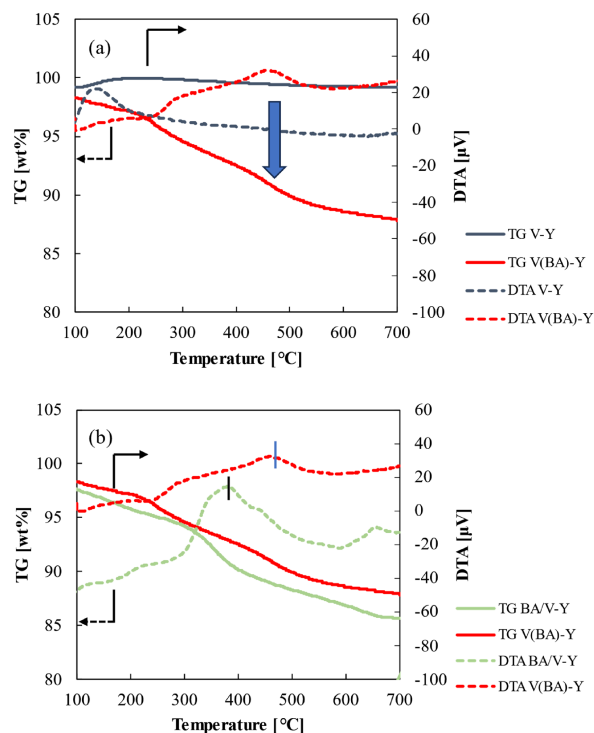 (a)
TG [wt%]
105
100
95
90
85
80
60
40
20
0
-20
-40
-60
-80
-100
DTA [µV]
100 200 300 400 500 600 700
Temperature [°C]
TG V-Y
TG V(BA)-Y
DTA V-Y
DTA V(BA)-Y
(b)
TG [wt%]
105
100
95
90
85
80
60
40
20
0
-20
-40
-60
-80
-100
DTA [µV]
100 200 300 400 500 600 700
Temperature [°C]
TG BA/V-Y
TG V(BA)-Y
DTA BA/V-Y
DTA V(BA)-Y